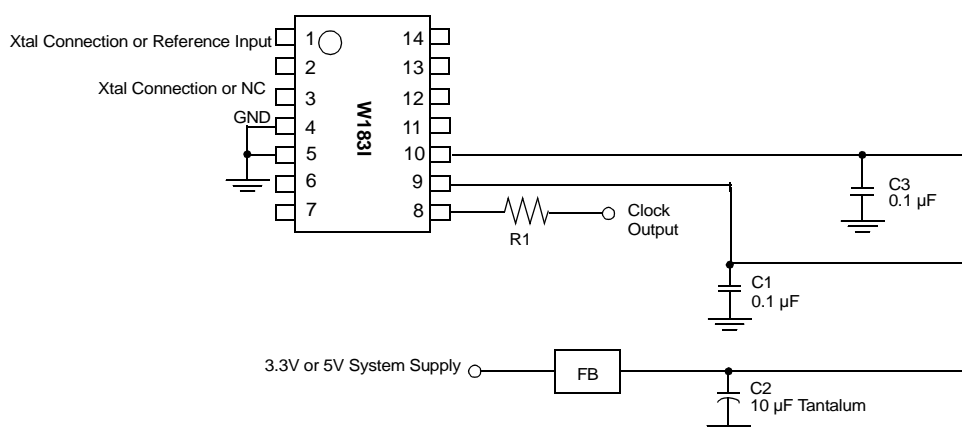 Xtal Connection or Reference Input
1
14
2
13
Xtal Connection or NC
3
12
GND
4
11
5
10
6
9
7
8
W183I
R1
Clock
Output
C3
0.1 µF
C1
0.1 µF
3.3V or 5V System Supply
FB
C2
10 µF Tantalum